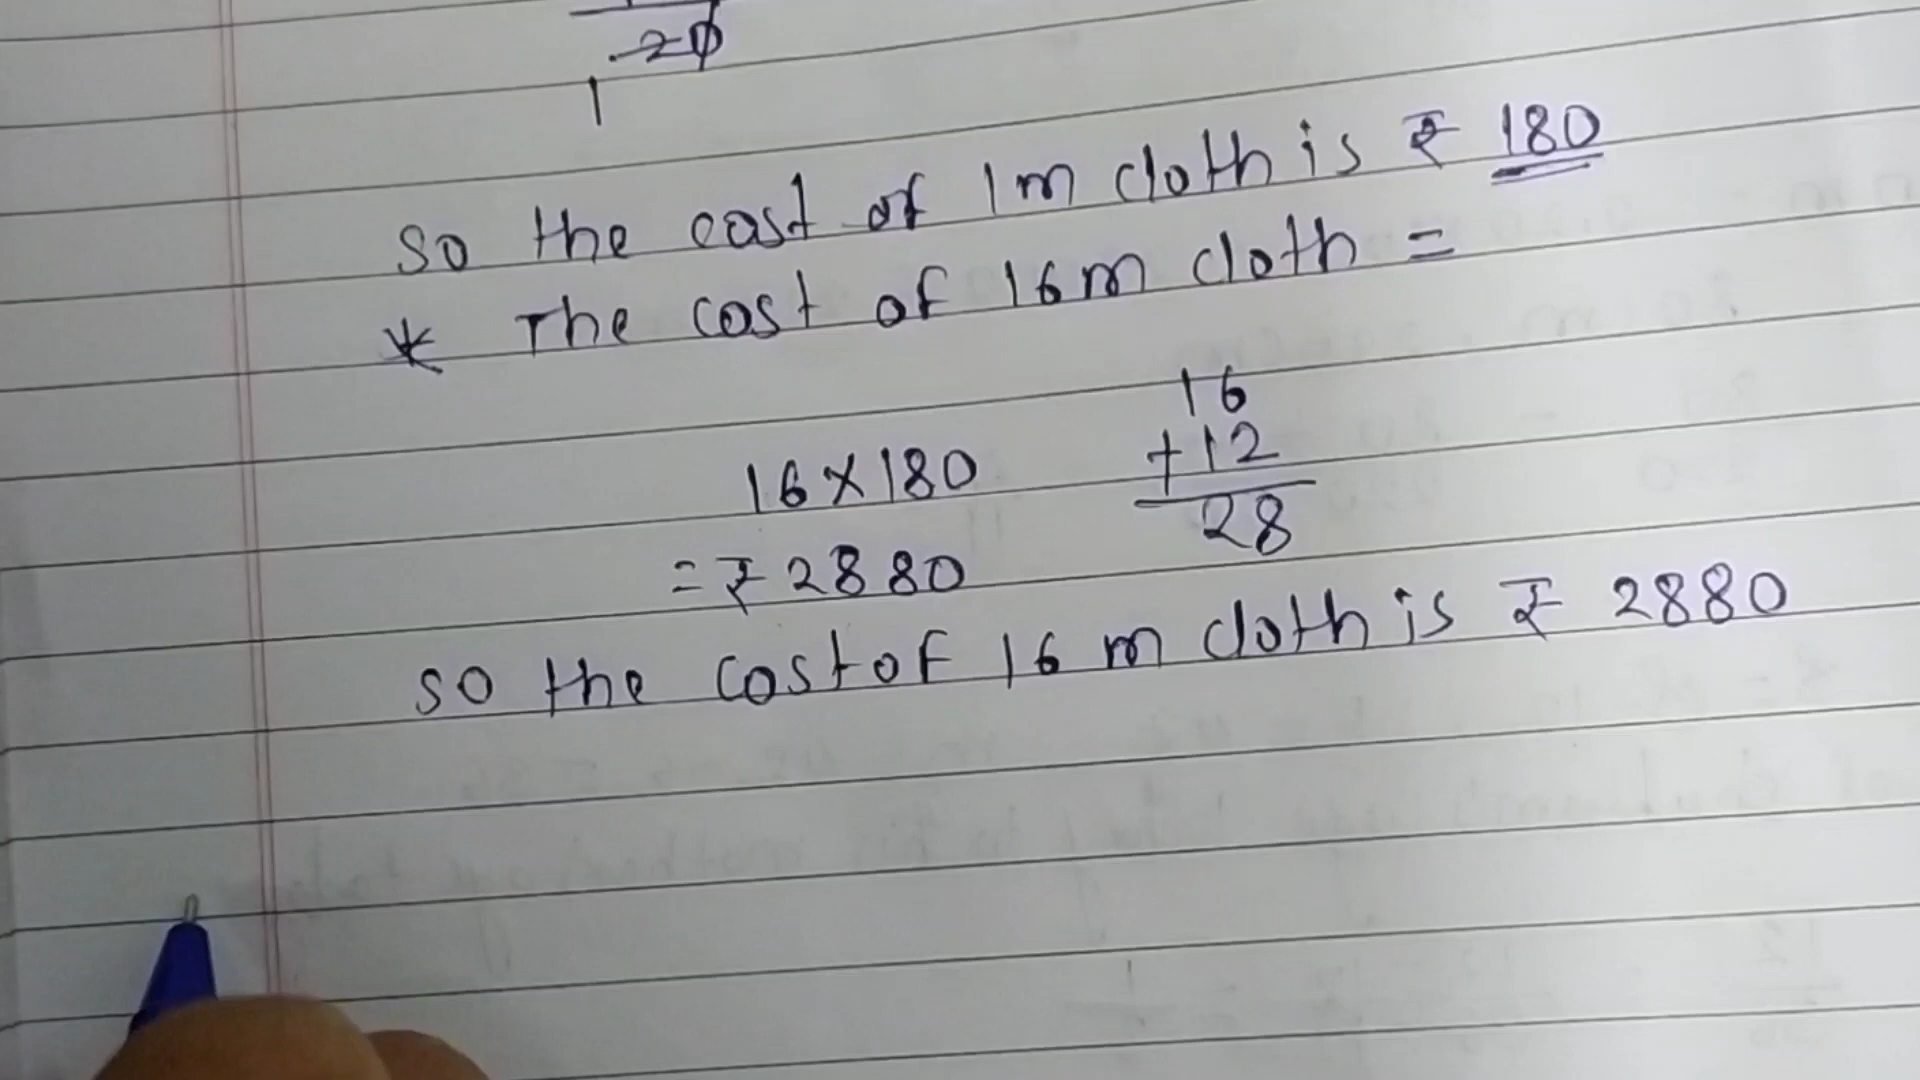 20
1
so the cost of 1m cloth is ₹ 180
* The cost of 16m cloth =
16
16×180 +12
28
=₹2880
so the cost of 16 m cloth is ₹ 2880